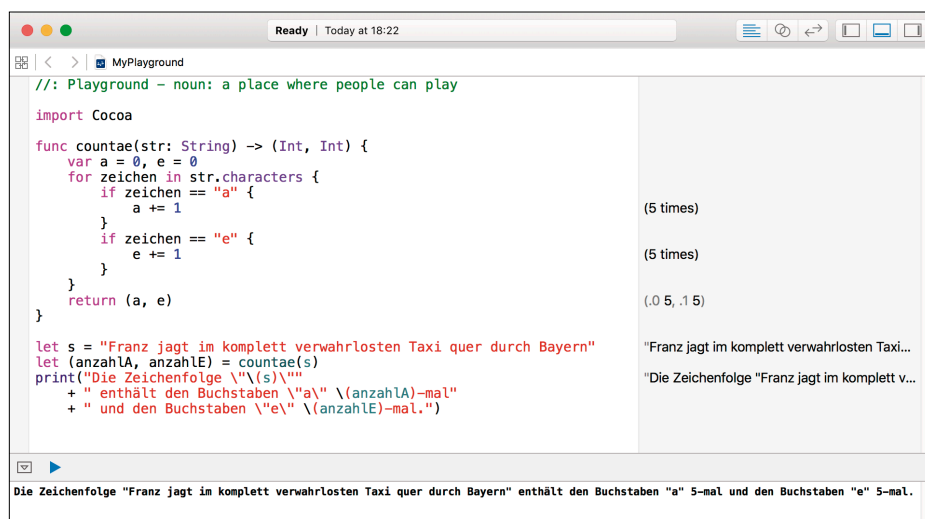 Ready | Today at 18:22
MyPlayground
//: Playground – noun: a place where people can play
import Cocoa
func countae(str: String) -> (Int, Int) {
    var a = 0, e = 0
    for zeichen in str.characters {
        if zeichen == "a" {
            a += 1
(5 times)
        }
        if zeichen == "e" {
            e += 1
(5 times)
        }
    }
    return (a, e)
(.0 5, .1 5)
}
let s = "Franz jagt im komplett verwahrlosten Taxi quer durch Bayern"
"Franz jagt im komplett verwahrlosten Taxi...
let (anzahlA, anzahlE) = countae(s)
print("Die Zeichenfolge \"\(s)\""
"Die Zeichenfolge "Franz jagt im komplett v...
    + " enthält den Buchstaben \"a\" \(anzahlA)-mal"
    + " und den Buchstaben \"e\" \(anzahlE)-mal.")
Die Zeichenfolge "Franz jagt im komplett verwahrlosten Taxi quer durch Bayern" enthält den Buchstaben "a" 5-mal und den Buchstaben "e" 5-mal.